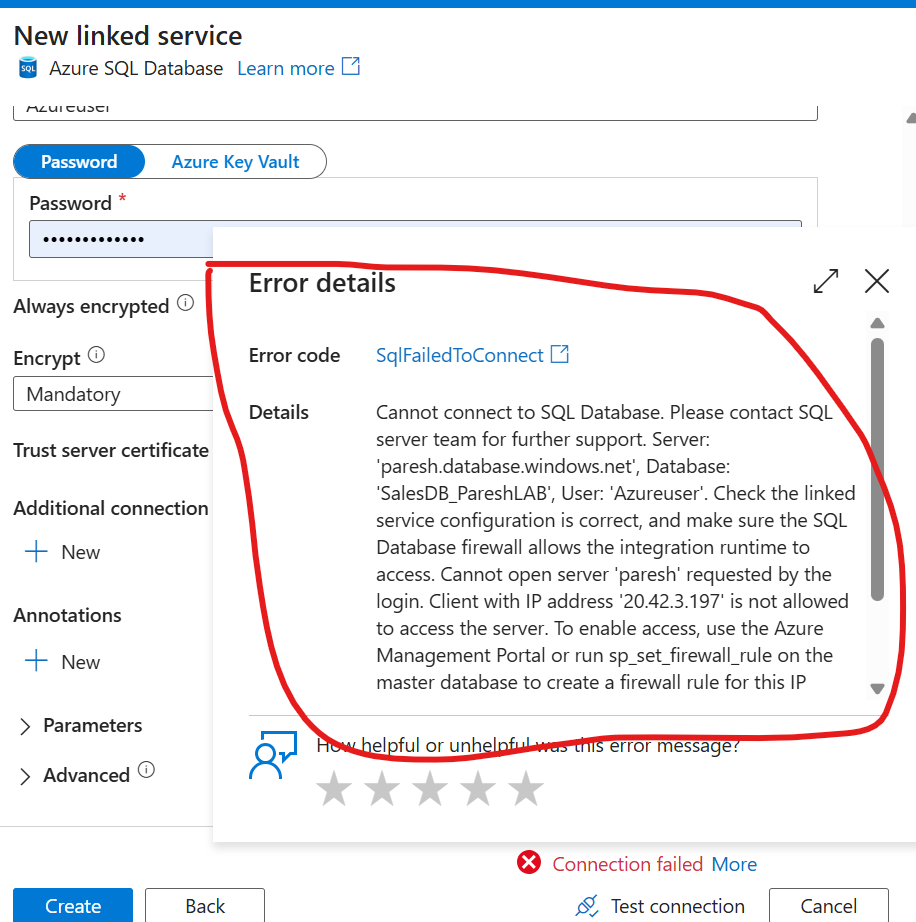 New linked service
SQL
Azure SQL Database Learn more
Azureuser
Password Azure Key Vault
Password *
•••••••••••••
Always encrypted
Encrypt
Mandatory
Trust server certificate
Additional connection
New
Annotations
New
Parameters
Advanced
Error details
Error code SqlFailedToConnect
Details Cannot connect to SQL Database. Please contact SQL
server team for further support. Server:
'paresh.database.windows.net', Database:
'SalesDB_PareshLAB', User: 'Azureuser'. Check the linked
service configuration is correct, and make sure the SQL
Database firewall allows the integration runtime to
access. Cannot open server 'paresh' requested by the
login. Client with IP address '20.42.3.197' is not allowed
to access the server. To enable access, use the Azure
Management Portal or run sp_set_firewall_rule on the
master database to create a firewall rule for this IP
How helpful or unhelpful was this error message?
Connection failed More
Create Back Test connection Cancel